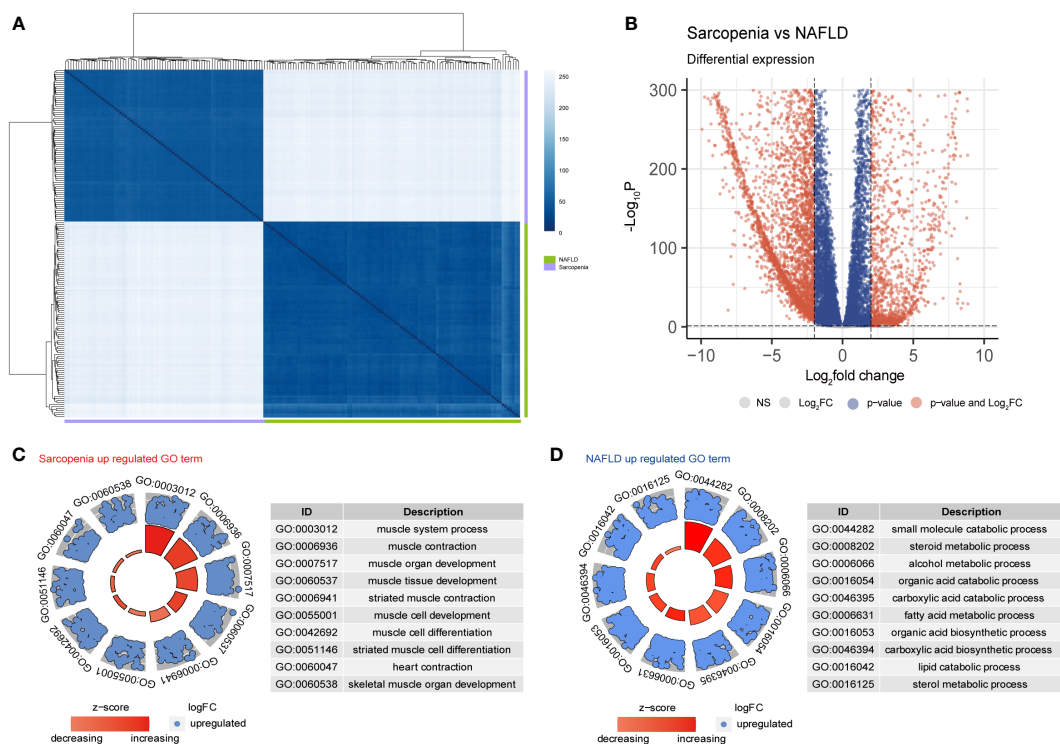 A
250
200
150
100
50
0
NAFLD
Sarcopenia
B
Sarcopenia vs NAFLD
Differential expression
300
200
100
0
-Log₁₀P
−10
−5
0
5
10
Log₂fold change
NS
Log₂FC
p-value
p-value and Log₂FC
C
Sarcopenia up regulated GO term
GO:0003012
GO:0006936
GO:0007517
GO:0060537
GO:0006941
GO:0055001
GO:0042692
GO:0051146
GO:0060047
GO:0060538
ID Description
GO:0003012 muscle system process
GO:0006936 muscle contraction
GO:0007517 muscle organ development
GO:0060537 muscle tissue development
GO:0006941 striated muscle contraction
GO:0055001 muscle cell development
GO:0042692 muscle cell differentiation
GO:0051146 striated muscle cell differentiation
GO:0060047 heart contraction
GO:0060538 skeletal muscle organ development
z−score
decreasing increasing
logFC
upregulated
D
NAFLD up regulated GO term
GO:0044282
GO:0008202
GO:0006066
GO:0016054
GO:0046395
GO:0006631
GO:0016053
GO:0046394
GO:0016042
GO:0016125
ID Description
GO:0044282 small molecule catabolic process
GO:0008202 steroid metabolic process
GO:0006066 alcohol metabolic process
GO:0016054 organic acid catabolic process
GO:0046395 carboxylic acid catabolic process
GO:0006631 fatty acid metabolic process
GO:0016053 organic acid biosynthetic process
GO:0046394 carboxylic acid biosynthetic process
GO:0016042 lipid catabolic process
GO:0016125 sterol metabolic process
z−score
decreasing increasing
logFC
upregulated